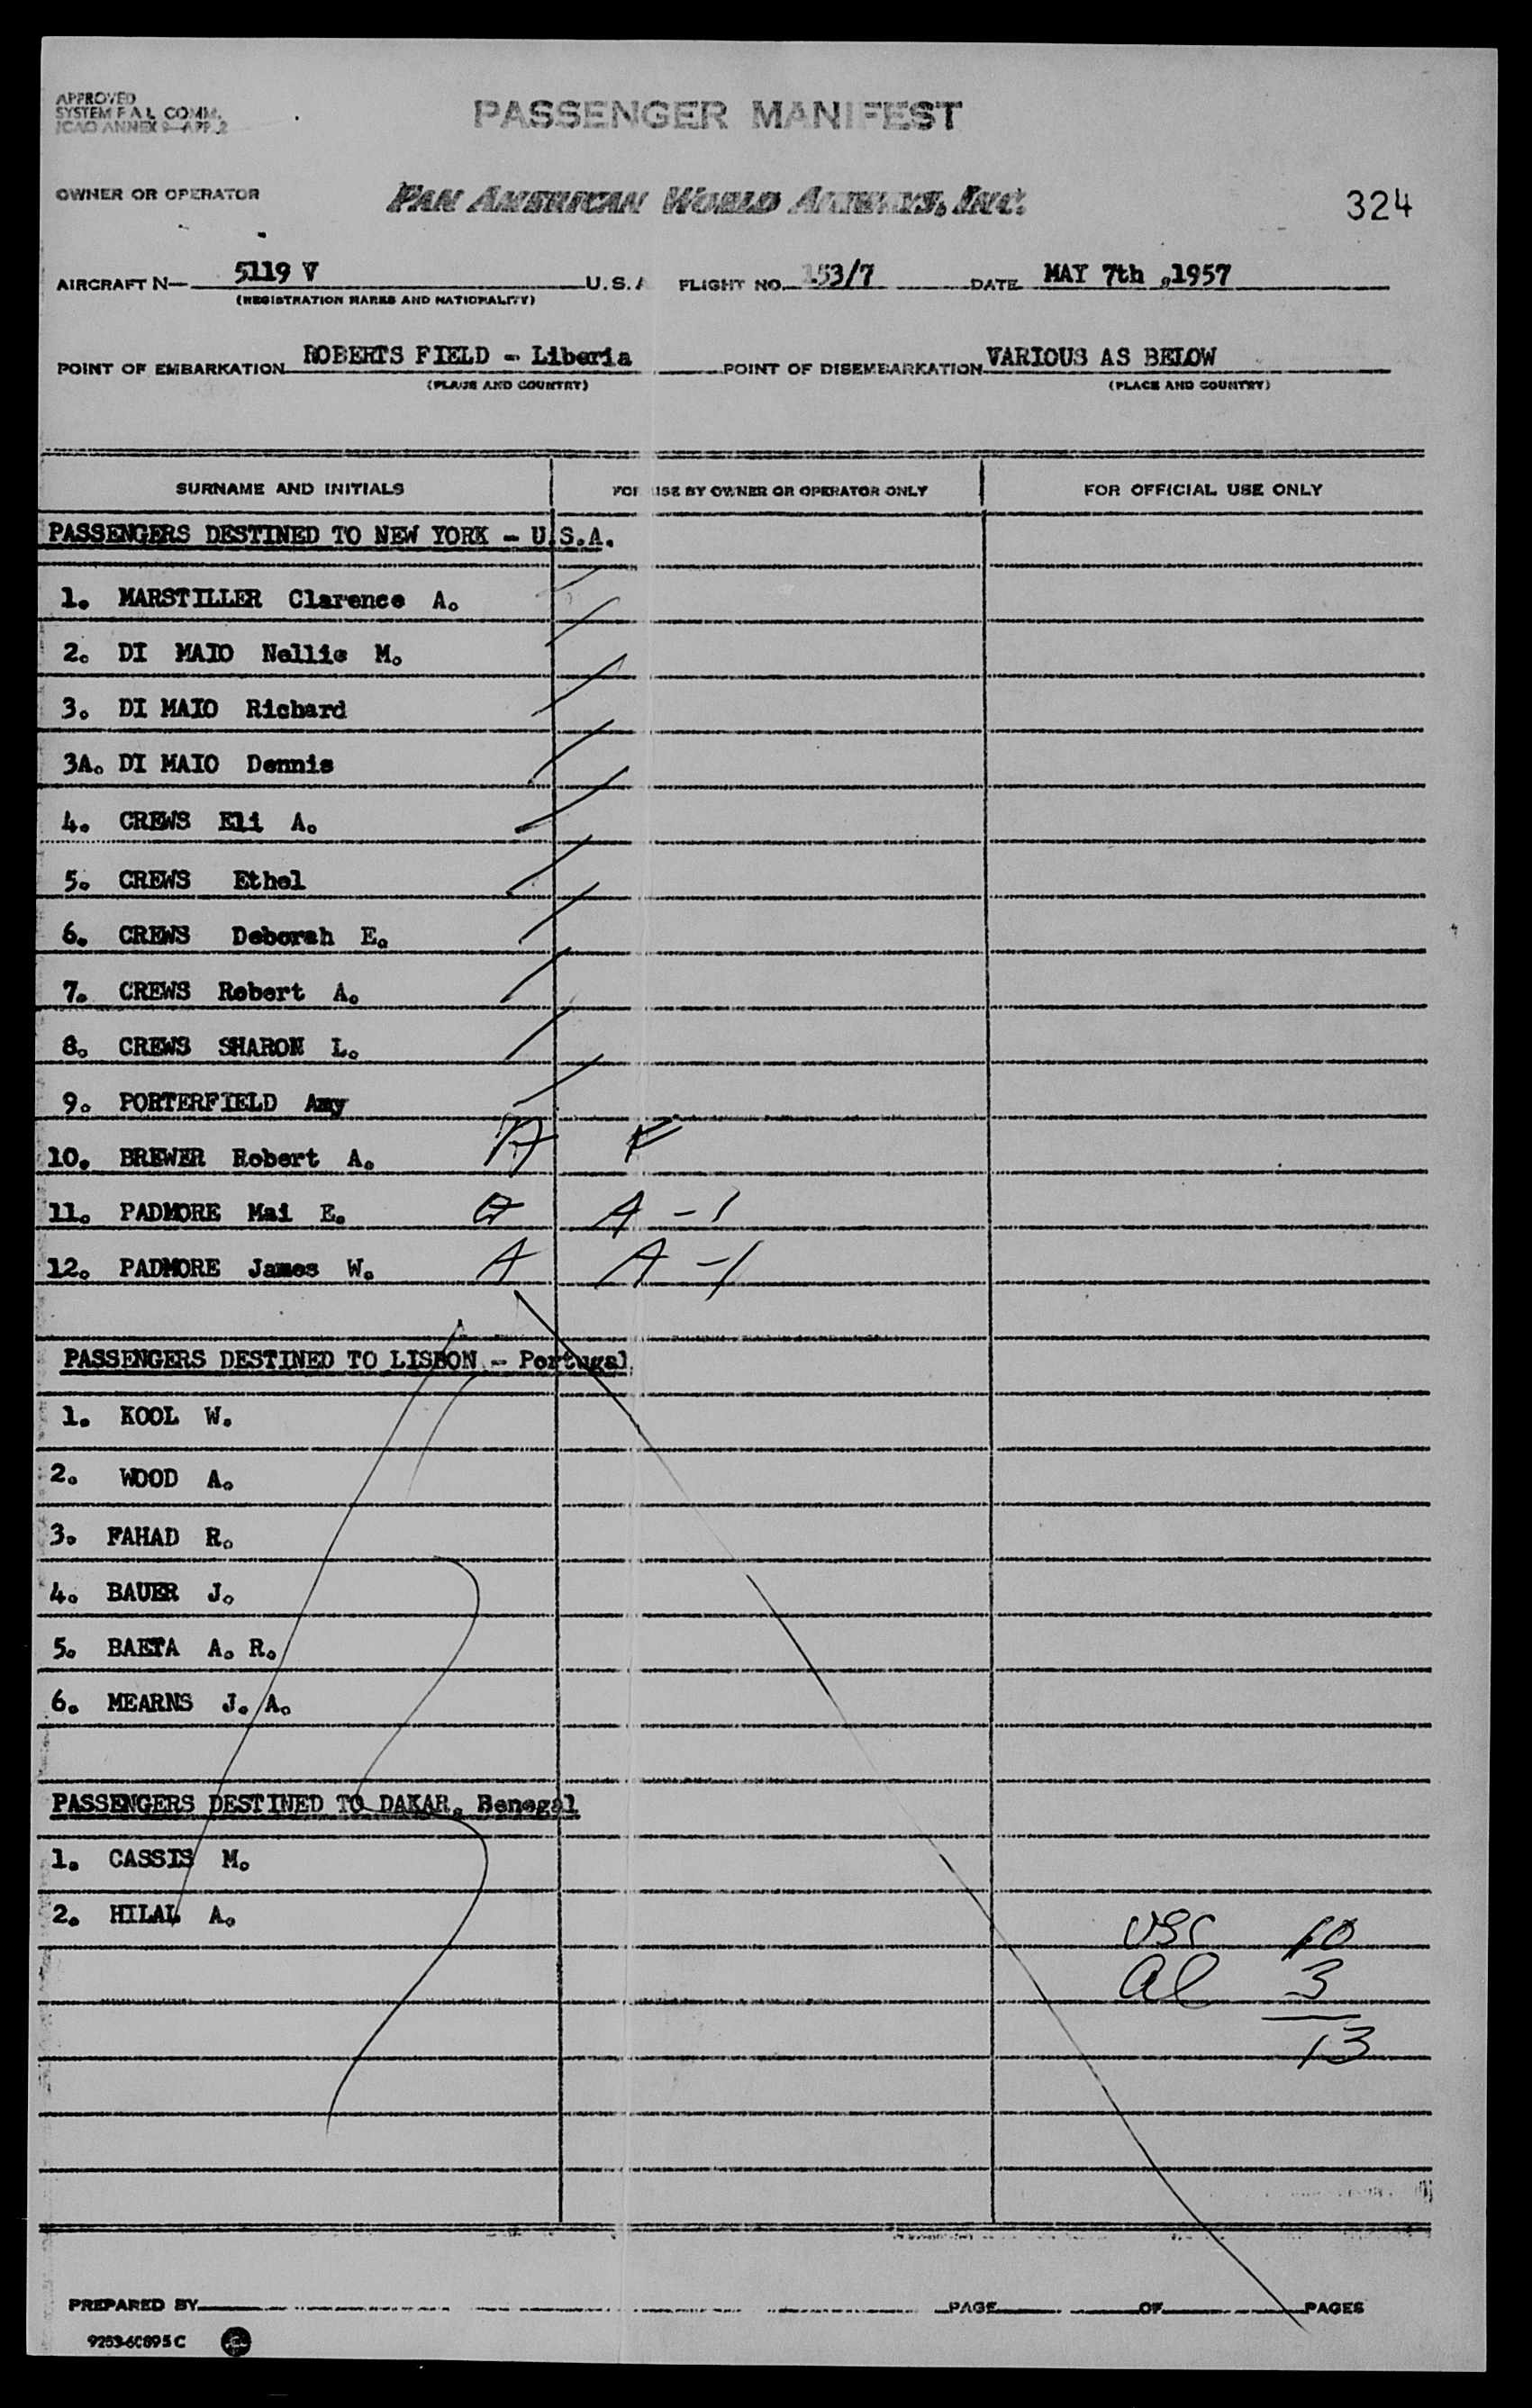 APPROVED
SYSTEM F A L COMM.
ICAO ANNEX 9—APP. 2
PASSENGER MANIFEST
OWNER OR OPERATOR PAN AMERICAN WORLD AIRWAYS, INC.
324
AIRCRAFT N— 5119 V U.S.A FLIGHT NO. 153/7 DATE MAY 7th ,1957
(REGISTRATION MARKS AND NATIONALITY)
POINT OF EMBARKATION ROBERTS FIELD - Liberia POINT OF DISEMBARKATION VARIOUS AS BELOW
(PLACE AND COUNTRY) (PLACE AND COUNTRY)
SURNAME AND INITIALS FOR USE BY OWNER OR OPERATOR ONLY FOR OFFICIAL USE ONLY
PASSENGERS DESTINED TO NEW YORK - U.S.A.
1. MARSTILLER Clarence A.
2. DI MAIO Nellie M.
3. DI MAIO Richard
3A. DI MAIO Dennis
4. CREWS Eli A.
5. CREWS Ethel
6. CREWS Deborah E.
7. CREWS Robert A.
8. CREWS SHARON L.
9. PORTERFIELD Amy
10. BREWER Robert A. A F
11. PADMORE Mai E. A A - 1
12. PADMORE James W. A A - 1
PASSENGERS DESTINED TO LISBON - Portugal
1. KOOL W.
2. WOOD A.
3. FAHAD R.
4. BAUER J.
5. BAETA A. R.
6. MEARNS J. A.
PASSENGERS DESTINED TO DAKAR, Senegal
1. CASSIS M.
2. HILAL A.
USC 10
al 3
13
PREPARED BY PAGE OF PAGES
9253-60895 C